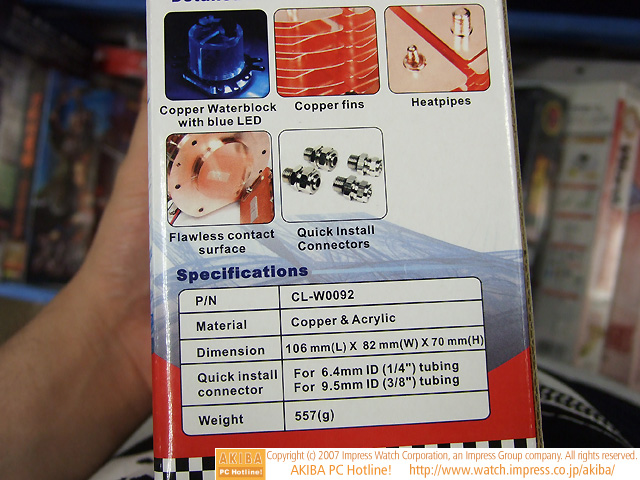 Copper Waterblock
with blue LED
Copper fins
Heatpipes
Flawless contact
surface
Quick Install
Connectors
Specifications
P/N CL-W0092
Material Copper & Acrylic
Dimension 106 mm(L) X 82 mm(W) X 70 mm(H)
Quick install
connector
For 6.4mm ID (1/4") tubing
For 9.5mm ID (3/8") tubing
Weight 557(g)
AKIBA
PC Hotline!
Copyright (c) 2007 Impress Watch Corporation, an Impress Group company. All rights reserved.
AKIBA PC Hotline! http://www.watch.impress.co.jp/akiba/